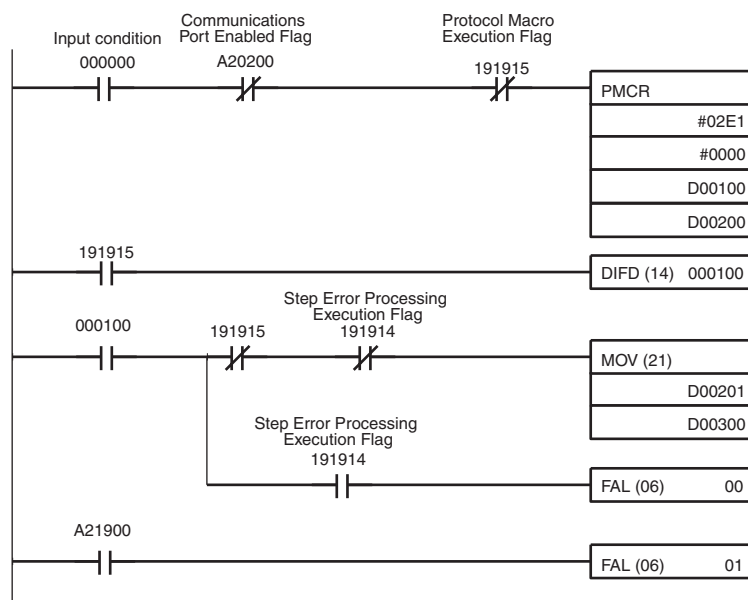 Input condition
000000
Communications
Port Enabled Flag
A20200
Protocol Macro
Execution Flag
191915
PMCR
#02E1
#0000
D00100
D00200
191915
DIFD (14) 000100
000100
191915
Step Error Processing
Execution Flag
191914
MOV (21)
D00201
D00300
Step Error Processing
Execution Flag
191914
FAL (06) 00
A21900
FAL (06) 01